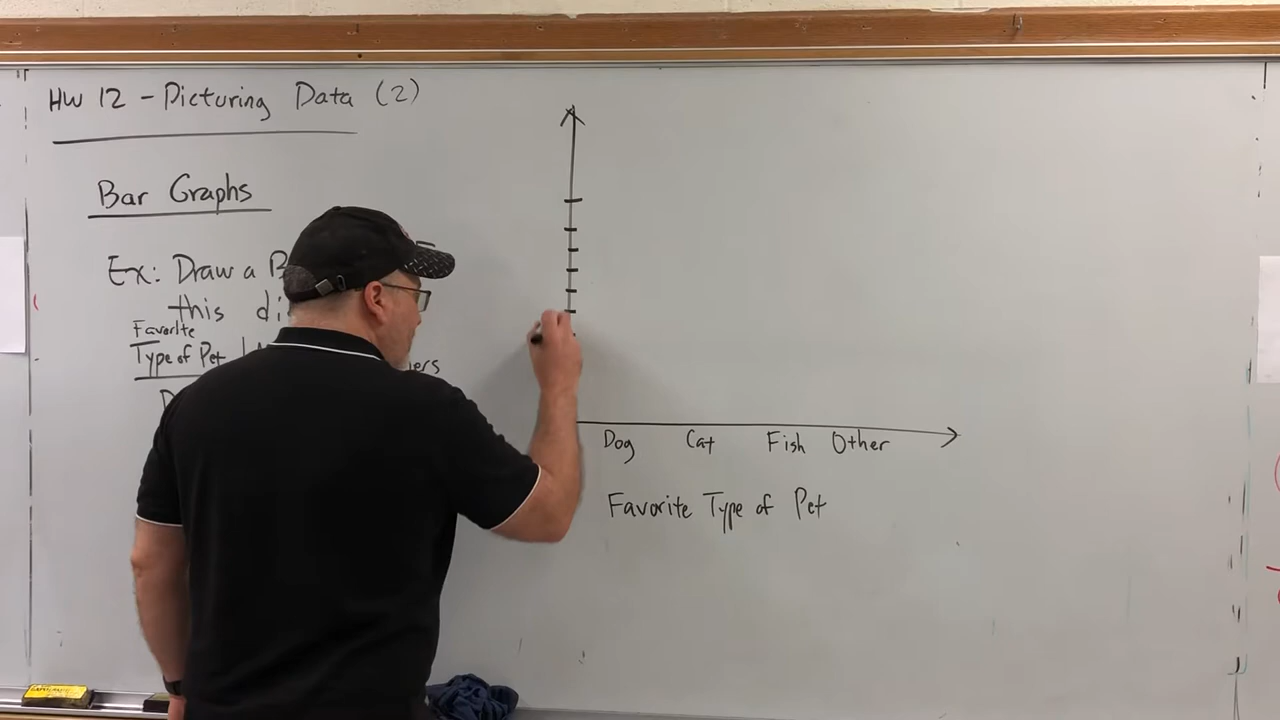 HW 12 - Picturing Data (2)
Bar Graphs
Ex: Draw a
this
Favorite
Type of Pet
Dog Cat Fish Other
Favorite Type of Pet